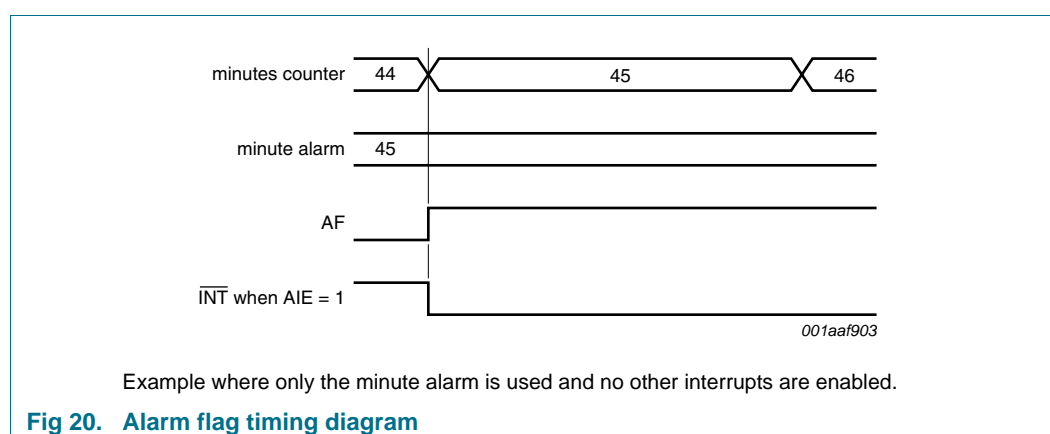 minutes counter 44 45 46
minute alarm 45
AF
INT when AIE = 1
001aaf903
Example where only the minute alarm is used and no other interrupts are enabled.
Fig 20. Alarm flag timing diagram